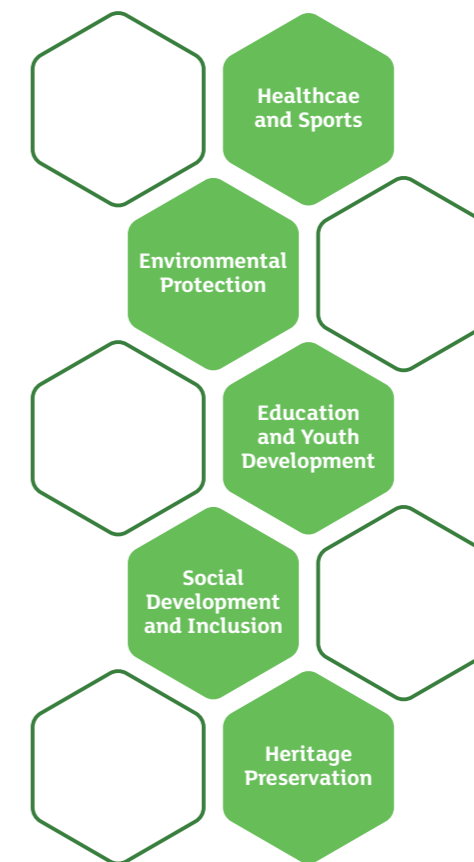 Healthcae
and Sports
Environmental
Protection
Education
and Youth
Development
Social
Development
and Inclusion
Heritage
Preservation